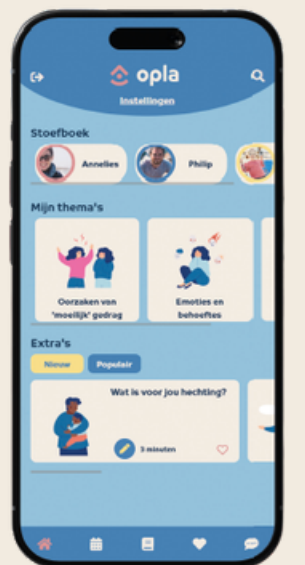 opla
Instellingen
Stoefboek
Annelies
Philip
Mijn thema's
Oorzaken van
'moeilijk' gedrag
Emoties en
behoeftes
Extra's
Nieuw
Populair
Wat is voor jou hechting?
3 minuten